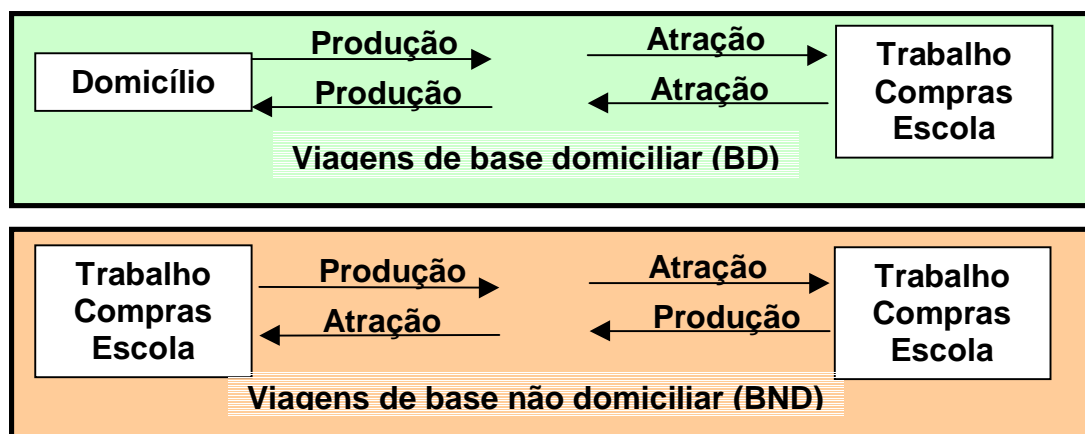 Produção
Atração
Domicílio
Trabalho
Compras
Escola
Produção
Atração
Viagens de base domiciliar (BD)
Trabalho
Compras
Escola
Produção
Atração
Trabalho
Compras
Escola
Atração
Produção
Viagens de base não domiciliar (BND)